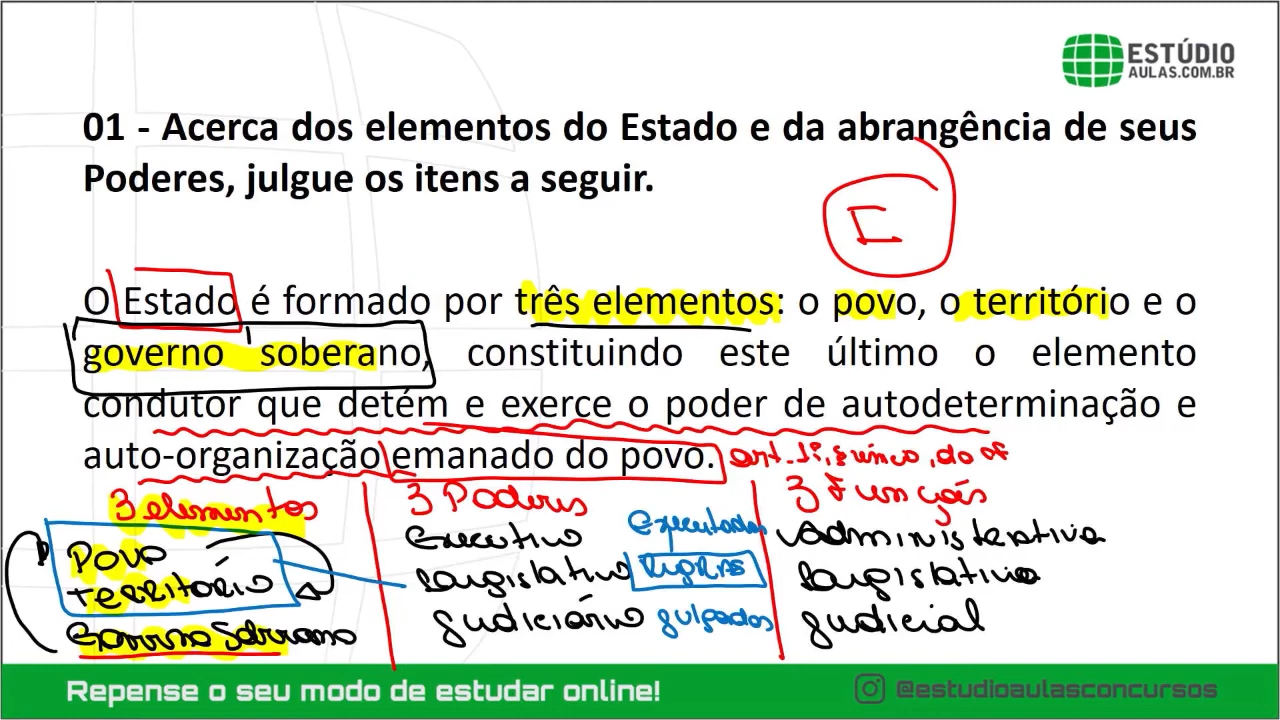 ESTÚDIO
AULAS.COM.BR
01 - Acerca dos elementos do Estado e da abrangência de seus
Poderes, julgue os itens a seguir.
O Estado é formado por três elementos: o povo, o território e o
governo soberano, constituindo este último o elemento
condutor que detém e exerce o poder de autodeterminação e
auto-organização emanado do povo.
3 elementos
Povo
Território
Governo Soberano
3 Poderes
Executivo
Legislativo
Judiciário
3 Funções
Administrativa
Legislativa
Judicial
Repense o seu modo de estudar online!
@estudioaulasconcursos